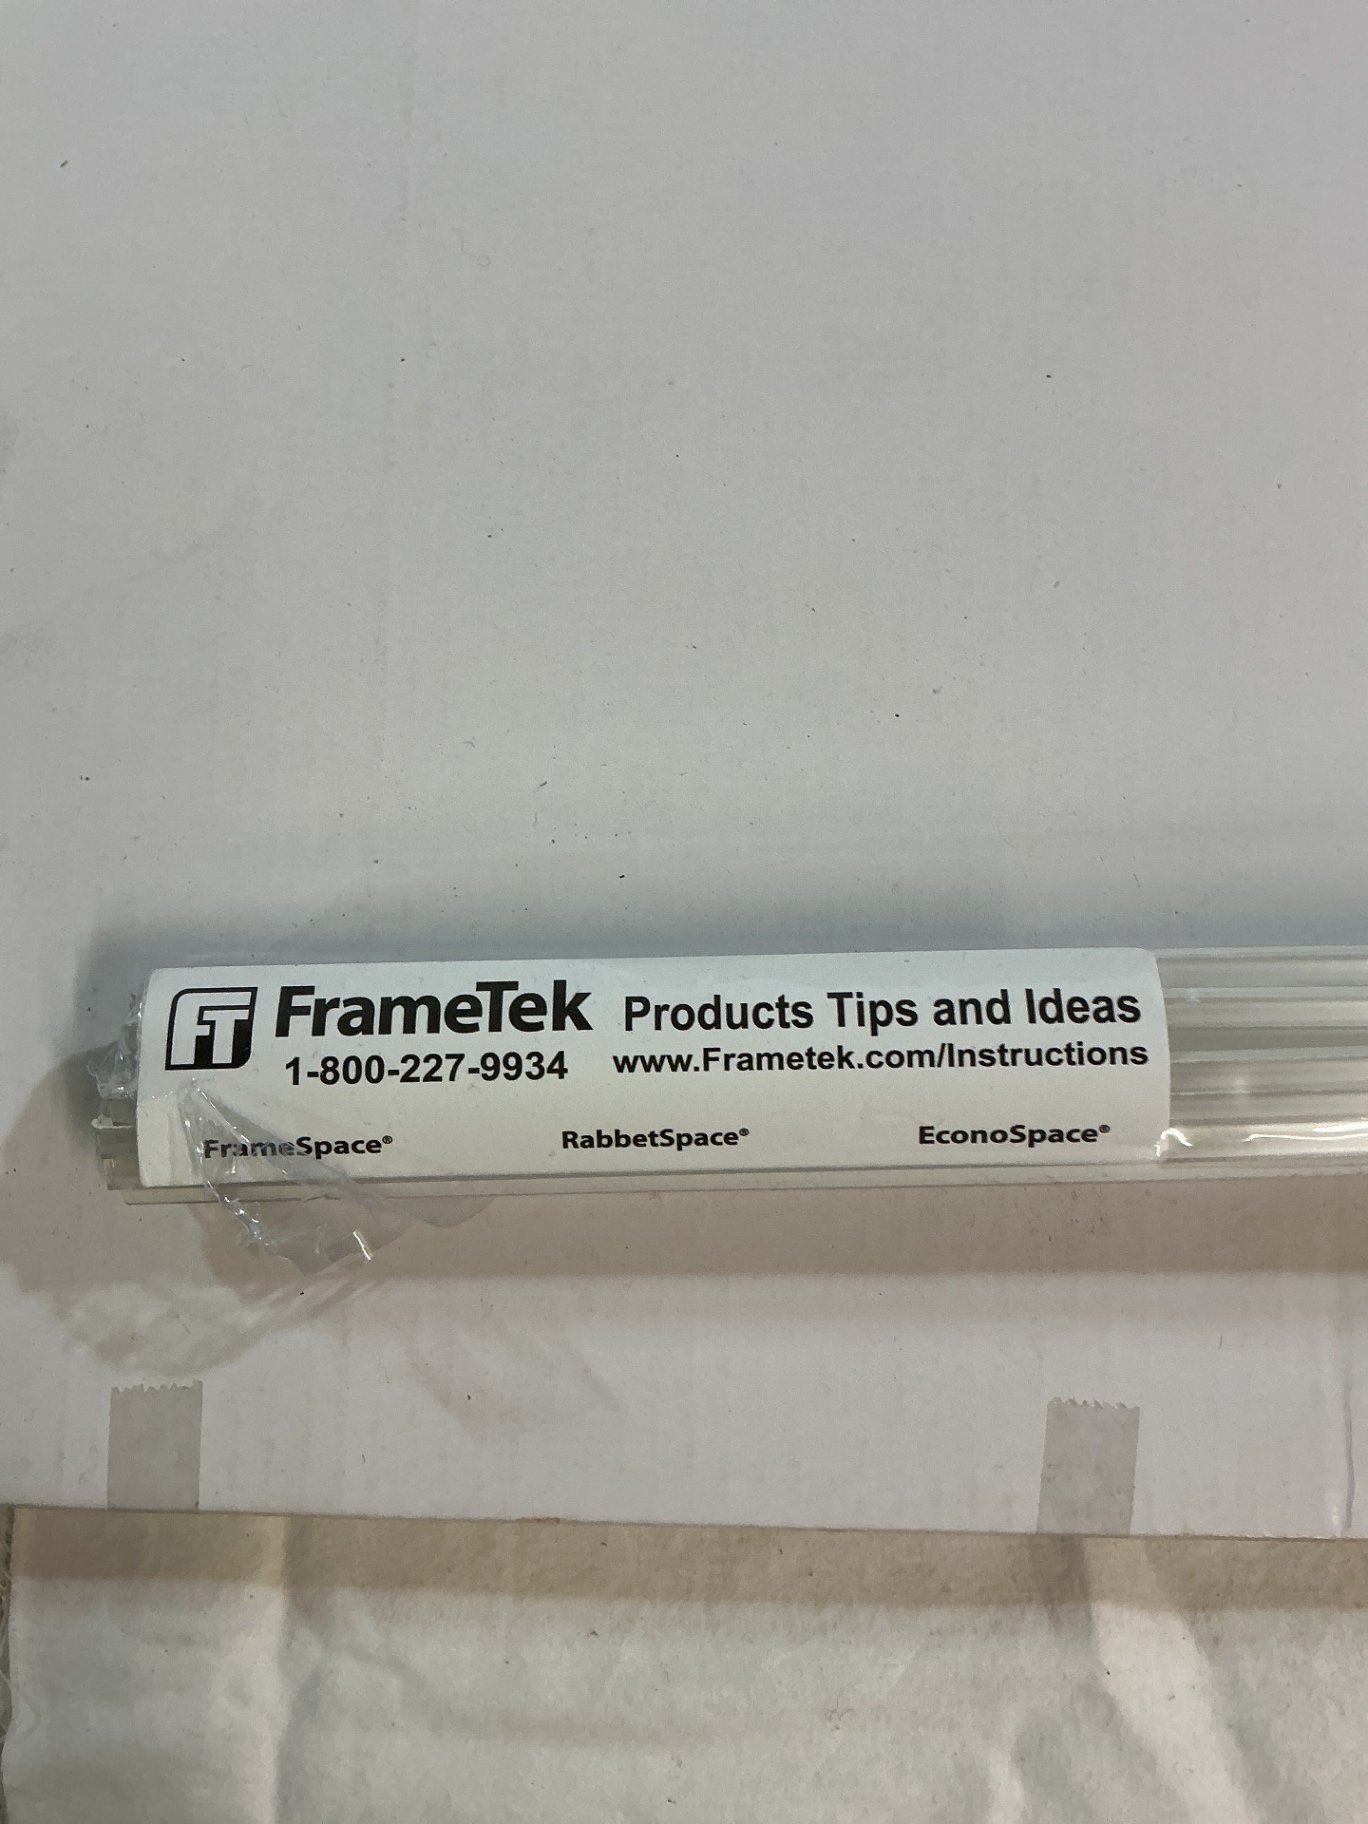 FT FrameTek Products Tips and Ideas
1-800-227-9934 www.Frametek.com/Instructions
FrameSpace® RabbetSpace® EconoSpace®